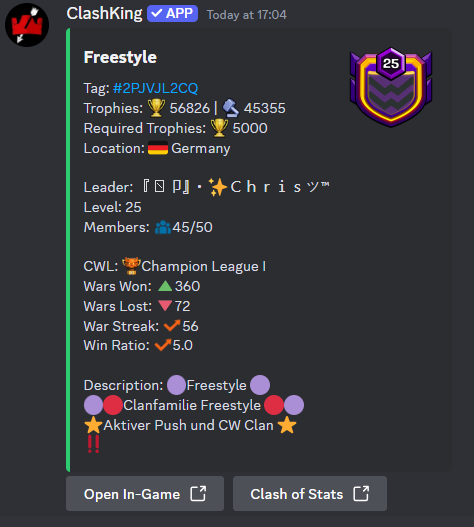 ClashKing ✓ APP Today at 17:04
Freestyle
25
Tag: #2PJVJL2CQ
Trophies: 🏆 56826 | 45355
Required Trophies: 🏆 5000
Location: 🇩🇪 Germany
Leader: 『 卩』・✨Ｃｈｒｉｓツ™
Level: 25
Members: 👥45/50
CWL: 🏆Champion League I
Wars Won: 360
Wars Lost: 72
War Streak: 56
Win Ratio: 5.0
Description: 🟣Freestyle 🟣
🟣🔴Clanfamilie Freestyle 🔴🟣
⭐Aktiver Push und CW Clan ⭐
‼️
Open In-Game
Clash of Stats